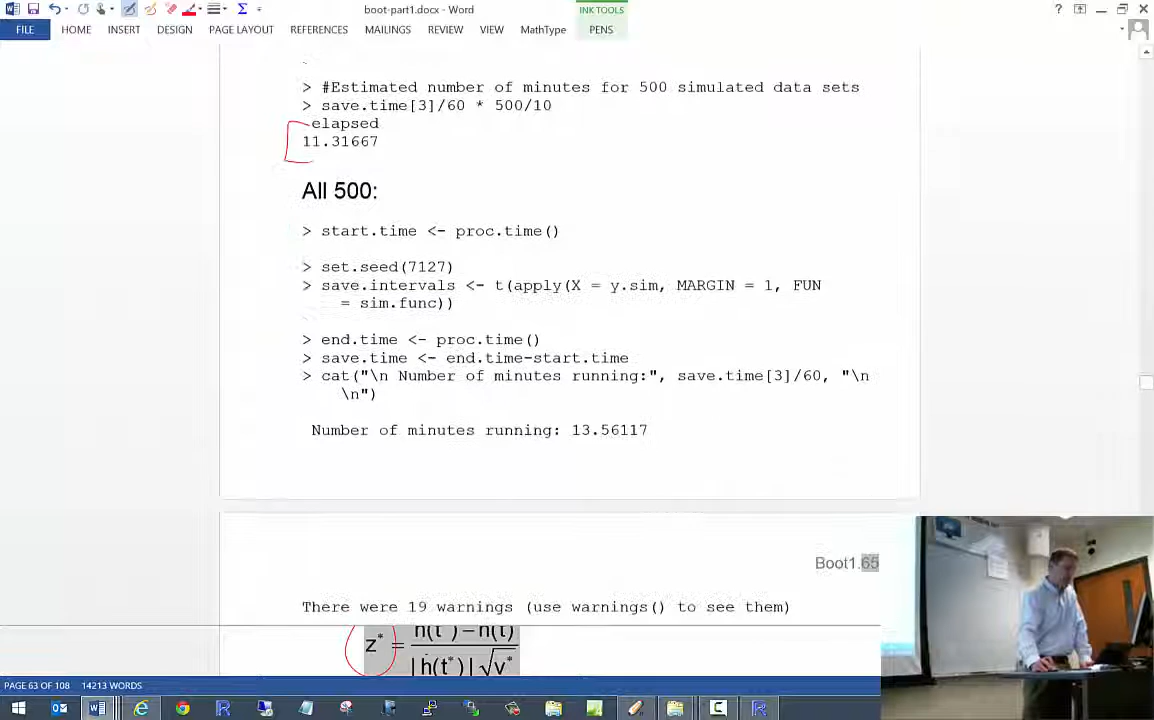 boot-part1.docx - Word
INK TOOLS
FILE HOME INSERT DESIGN PAGE LAYOUT REFERENCES MAILINGS REVIEW VIEW MathType PENS
> #Estimated number of minutes for 500 simulated data sets
> save.time[3]/60 * 500/10
elapsed
11.31667
All 500:
> start.time <- proc.time()
> set.seed(7127)
> save.intervals <- t(apply(X = y.sim, MARGIN = 1, FUN
= sim.func))
> end.time <- proc.time()
> save.time <- end.time-start.time
> cat("\n Number of minutes running:", save.time[3]/60, "\n
\n")
Number of minutes running: 13.56117
Boot1.65
There were 19 warnings (use warnings() to see them)
z* = h(t*) – h(t)
|ḣ(t*)|√v*
PAGE 63 OF 108 14213 WORDS